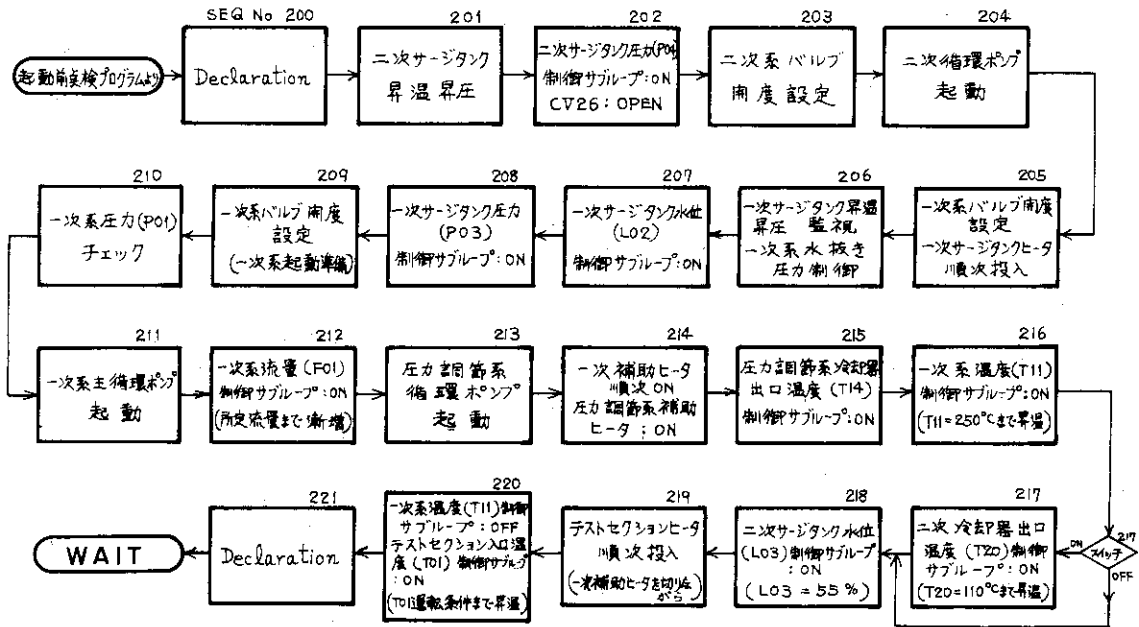 SEQ No 200
起動前点検プログラムより
Declaration
201
二次サージタンク
昇温昇圧
202
二次サージタンク圧力(P04)
制御サブループ:ON
CV26:OPEN
203
二次系バルブ
開度設定
204
二次循環ポンプ
起動
205
一次系バルブ開度
設定
一次サージタンクヒータ
順次投入
206
一次サージタンク昇温
昇圧 監視
一次系水抜き
圧力制御
207
一次サージタンク水位
(L02)
制御サブループ:ON
208
一次サージタンク圧力
(P03)
制御サブループ:ON
209
一次系バルブ開度
設定
(一次系起動準備)
210
一次系圧力(P01)
チェック
211
一次系主循環ポンプ
起動
212
一次系流量(F01)
制御サブループ:ON
(所定流量まで漸増)
213
圧力調節系
循環ポンプ
起動
214
一次補助ヒータ
順次ON
圧力調節系補助
ヒータ:ON
215
圧力調節系冷却器
出口温度(T14)
制御サブループ:ON
216
一次系温度(T11)
制御サブループ:ON
(T11=250℃まで昇温)
217
スイッチ
ON
OFF
217
二次冷却器出口
温度(T20)制御
サブループ:ON
(T20=110℃まで昇温)
218
二次サージタンク水位
(L03)制御サブループ
:ON
(L03=55%)
219
テストセクションヒータ
順次投入
(一次補助ヒータを切りな
がら)
220
一次系温度(T11)制御
サブループ:OFF
テストセクション入口温
度(T01)制御サブループ
:ON
(T01運転条件まで昇温)
221
Declaration
WAIT